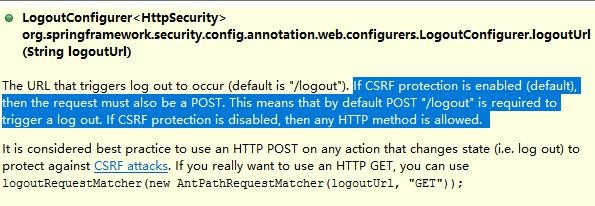 LogoutConfigurer<HttpSecurity>
org.springframework.security.config.annotation.web.configurers.LogoutConfigurer.logoutUrl
(String logoutUrl)
The URL that triggers log out to occur (default is "/logout"). If CSRF protection is enabled (default),
then the request must also be a POST. This means that by default POST "/logout" is required to
trigger a log out. If CSRF protection is disabled, then any HTTP method is allowed.
It is considered best practice to use an HTTP POST on any action that changes state (i.e. log out) to
protect against CSRF attacks. If you really want to use an HTTP GET, you can use
logoutRequestMatcher(new AntPathRequestMatcher(logoutUrl, "GET"));